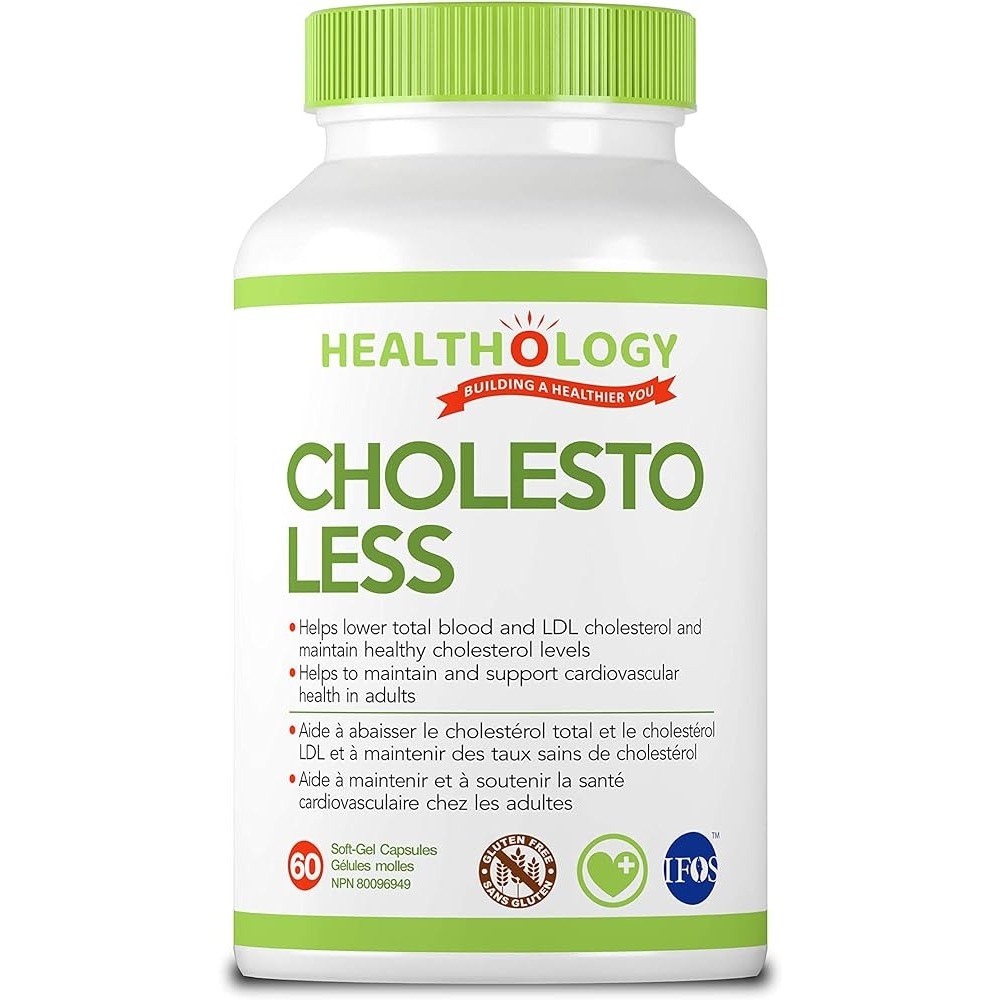 HEALTHOLOGY
BUILDING A HEALTHIER YOU
CHOLESTO
LESS
•Helps lower total blood and LDL cholesterol and
maintain healthy cholesterol levels
•Helps to maintain and support cardiovascular
health in adults
•Aide à abaisser le cholestérol total et le cholestérol
LDL et à maintenir des taux sains de cholestérol
•Aide à maintenir et à soutenir la santé
cardiovasculaire chez les adultes
60
Soft-Gel Capsules
Gélules molles
NPN 80096949
GLUTEN FREE
SANS GLUTEN
IFOS™